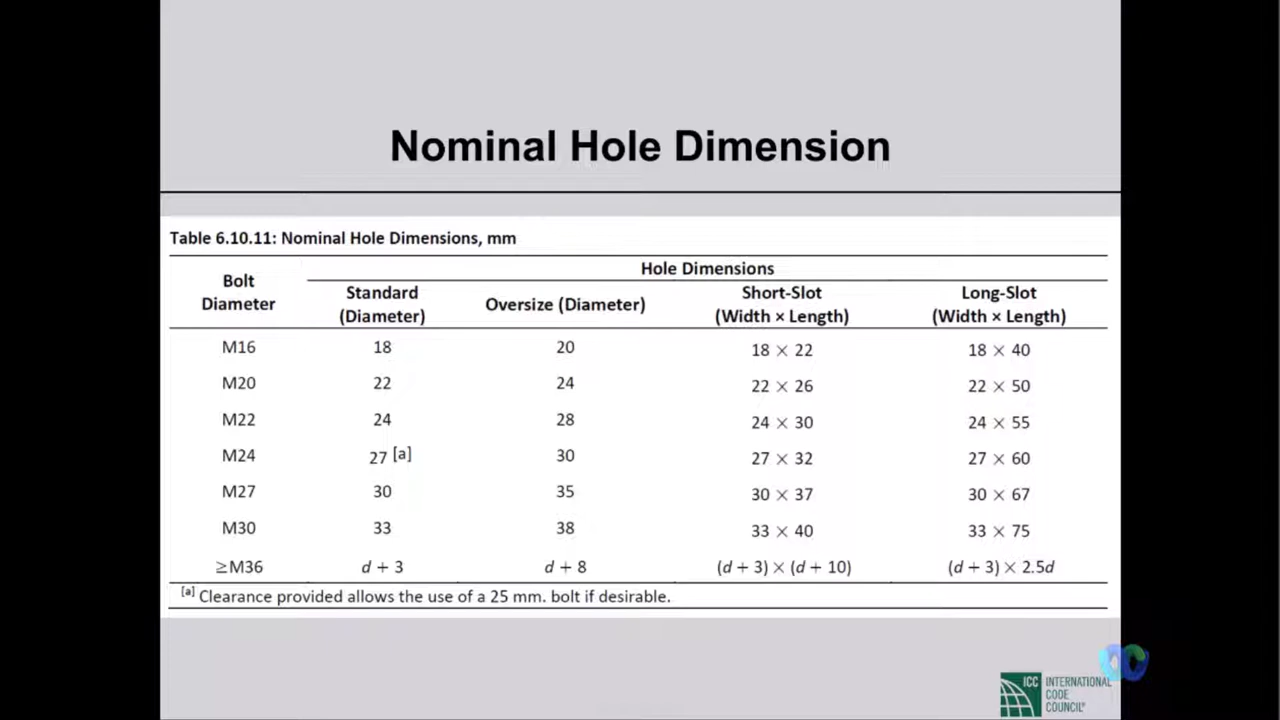 Nominal Hole Dimension
Table 6.10.11: Nominal Hole Dimensions, mm
Bolt Diameter Hole Dimensions
Standard (Diameter) Oversize (Diameter) Short-Slot (Width × Length) Long-Slot (Width × Length)
M16 18 20 18 × 22 18 × 40
M20 22 24 22 × 26 22 × 50
M22 24 28 24 × 30 24 × 55
M24 27 [a] 30 27 × 32 27 × 60
M27 30 35 30 × 37 30 × 67
M30 33 38 33 × 40 33 × 75
≥M36 d + 3 d + 8 (d + 3) × (d + 10) (d + 3) × 2.5d
[a] Clearance provided allows the use of a 25 mm. bolt if desirable.
ICC INTERNATIONAL
CODE
COUNCIL®